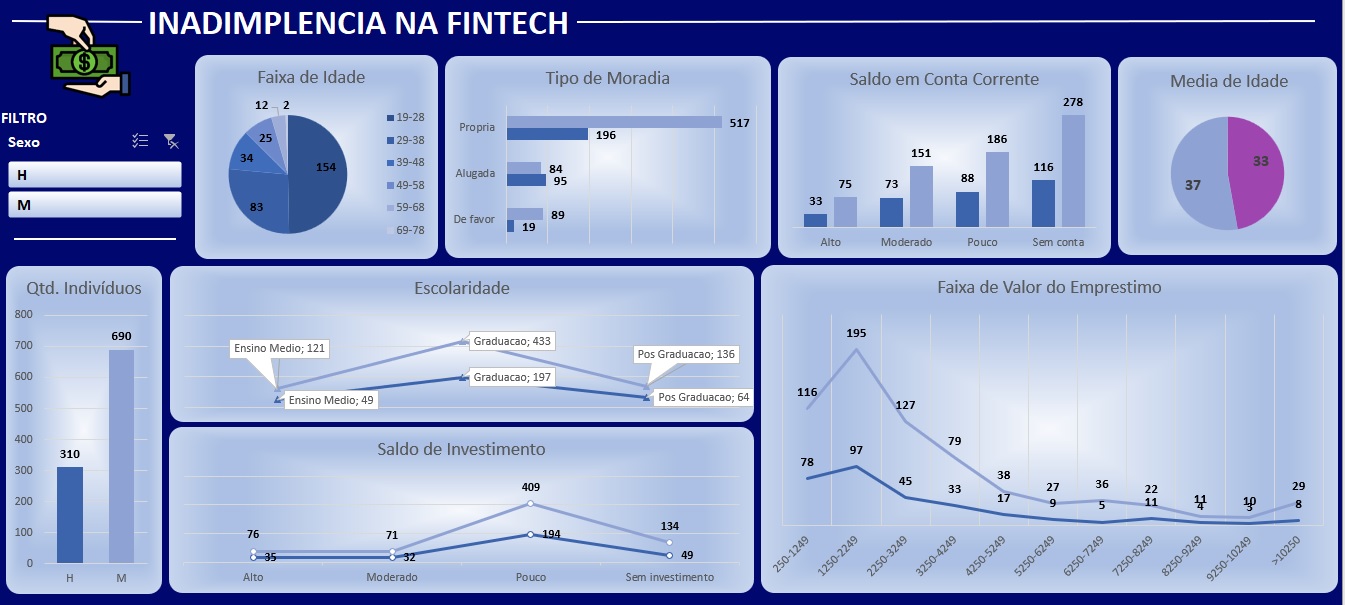 INADIMPLENCIA NA FINTECH
$
FILTRO
Sexo
H
M
Faixa de Idade
12
2
25
34
83
154
19-28
29-38
39-48
49-58
59-68
69-78
Tipo de Moradia
Propria
517
196
Alugada
84
95
De favor
89
19
Saldo em Conta Corrente
33
75
73
151
88
186
116
278
Alto
Moderado
Pouco
Sem conta
Media de Idade
37
33
Qtd. Indivíduos
800
700
600
500
400
300
200
100
0
310
690
H
M
Escolaridade
Ensino Medio; 121
Graduacao; 433
Pos Graduacao; 136
Ensino Medio; 49
Graduacao; 197
Pos Graduacao; 64
Saldo de Investimento
76
71
409
134
35
32
194
49
Alto
Moderado
Pouco
Sem investimento
Faixa de Valor do Emprestimo
116
195
127
79
38
27
36
22
11
10
29
78
97
45
33
17
9
5
11
4
3
8
250-1249
1250-2249
2250-3249
3250-4249
4250-5249
5250-6249
6250-7249
7250-8249
8250-9249
9250-10249
>10250